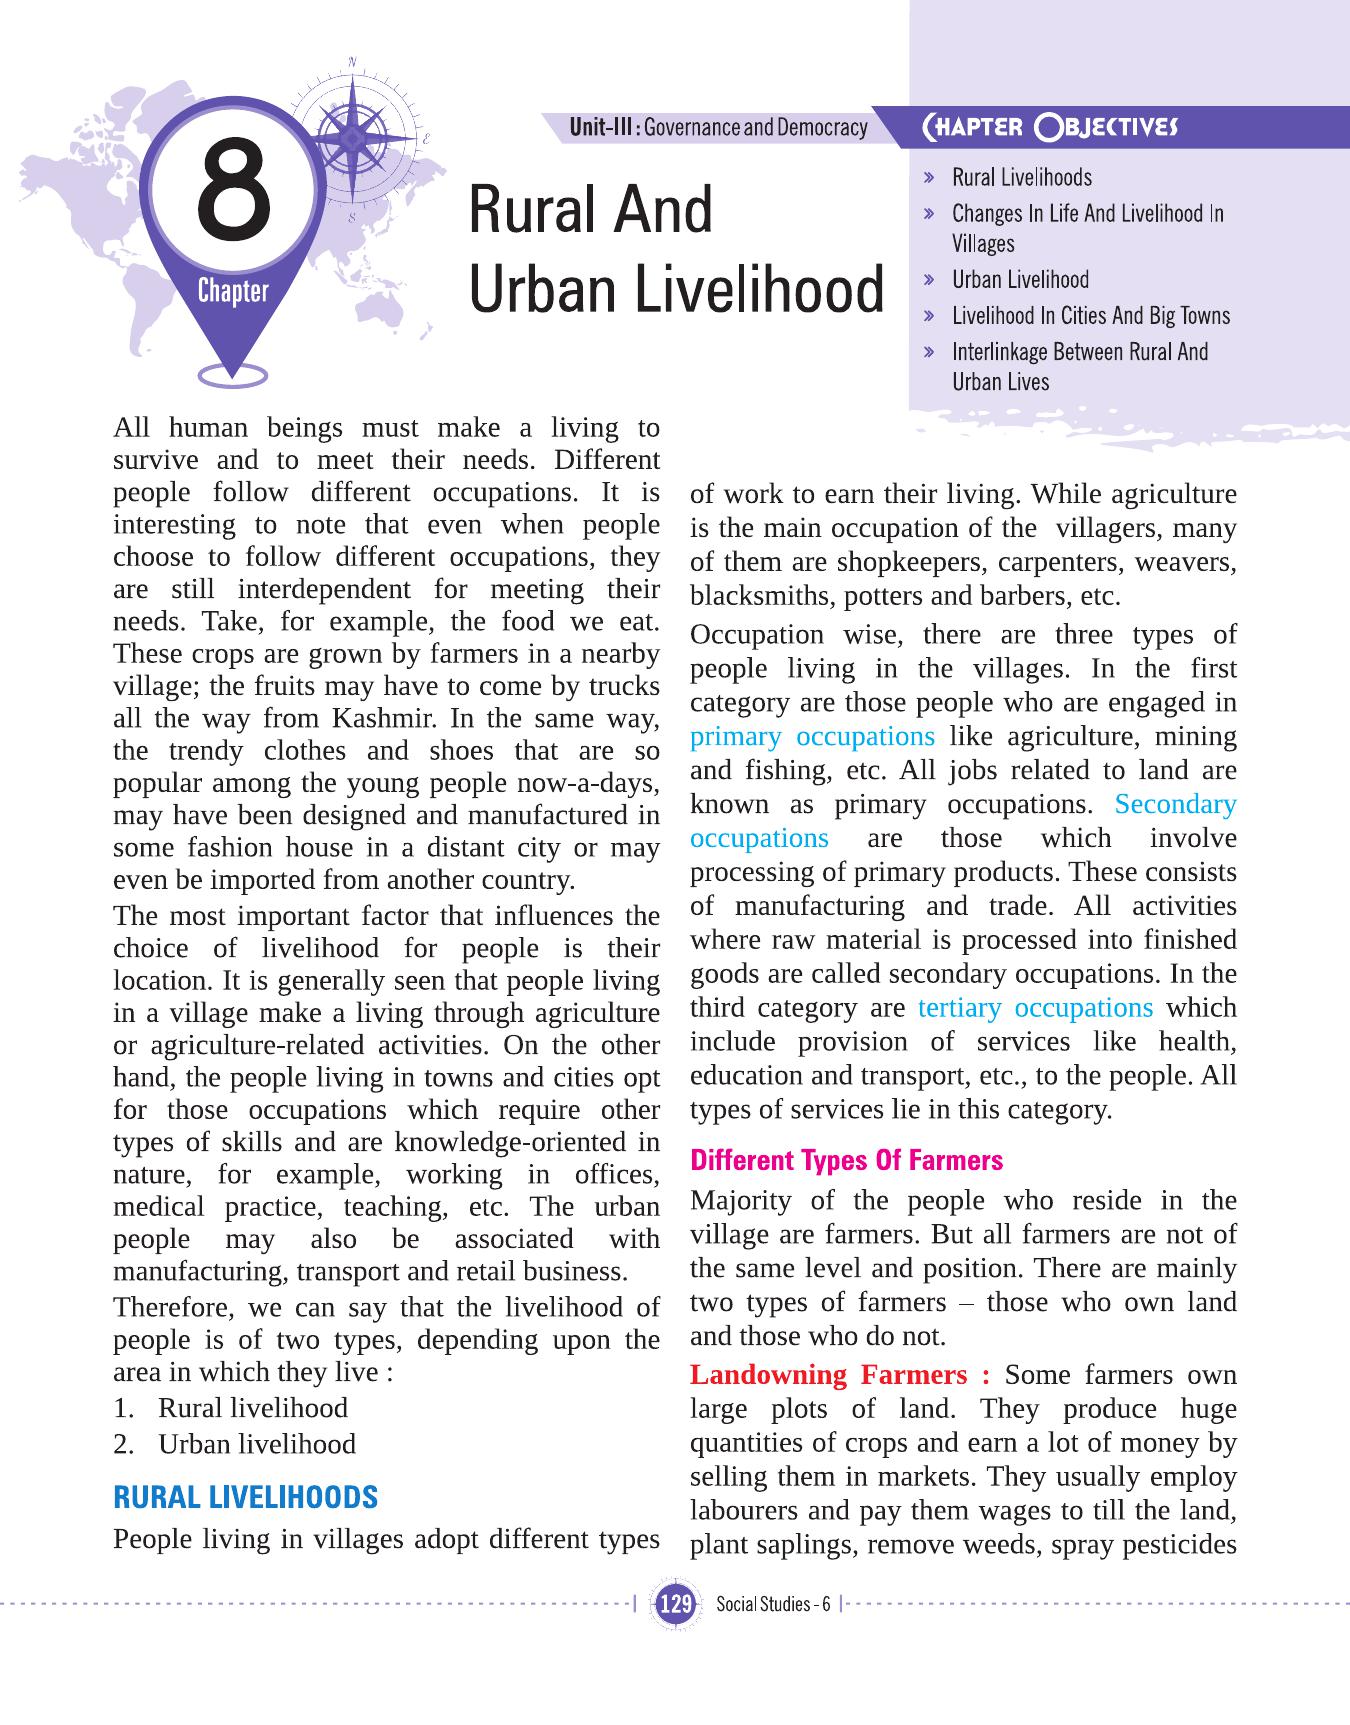 N
E
S
8
Chapter
Unit-III : Governance and Democracy
Rural And
Urban Livelihood
CHAPTER OBJECTIVES
» Rural Livelihoods
» Changes In Life And Livelihood In
Villages
» Urban Livelihood
» Livelihood In Cities And Big Towns
» Interlinkage Between Rural And
Urban Lives
All human beings must make a living to
survive and to meet their needs. Different
people follow different occupations. It is
interesting to note that even when people
choose to follow different occupations, they
are still interdependent for meeting their
needs. Take, for example, the food we eat.
These crops are grown by farmers in a nearby
village; the fruits may have to come by trucks
all the way from Kashmir. In the same way,
the trendy clothes and shoes that are so
popular among the young people now-a-days,
may have been designed and manufactured in
some fashion house in a distant city or may
even be imported from another country.
The most important factor that influences the
choice of livelihood for people is their
location. It is generally seen that people living
in a village make a living through agriculture
or agriculture-related activities. On the other
hand, the people living in towns and cities opt
for those occupations which require other
types of skills and are knowledge-oriented in
nature, for example, working in offices,
medical practice, teaching, etc. The urban
people may also be associated with
manufacturing, transport and retail business.
Therefore, we can say that the livelihood of
people is of two types, depending upon the
area in which they live :
1. Rural livelihood
2. Urban livelihood
RURAL LIVELIHOODS
People living in villages adopt different types
of work to earn their living. While agriculture
is the main occupation of the villagers, many
of them are shopkeepers, carpenters, weavers,
blacksmiths, potters and barbers, etc.
Occupation wise, there are three types of
people living in the villages. In the first
category are those people who are engaged in
primary occupations like agriculture, mining
and fishing, etc. All jobs related to land are
known as primary occupations. Secondary
occupations are those which involve
processing of primary products. These consists
of manufacturing and trade. All activities
where raw material is processed into finished
goods are called secondary occupations. In the
third category are tertiary occupations which
include provision of services like health,
education and transport, etc., to the people. All
types of services lie in this category.
Different Types Of Farmers
Majority of the people who reside in the
village are farmers. But all farmers are not of
the same level and position. There are mainly
two types of farmers – those who own land
and those who do not.
Landowning Farmers : Some farmers own
large plots of land. They produce huge
quantities of crops and earn a lot of money by
selling them in markets. They usually employ
labourers and pay them wages to till the land,
plant saplings, remove weeds, spray pesticides
129 Social Studies - 6